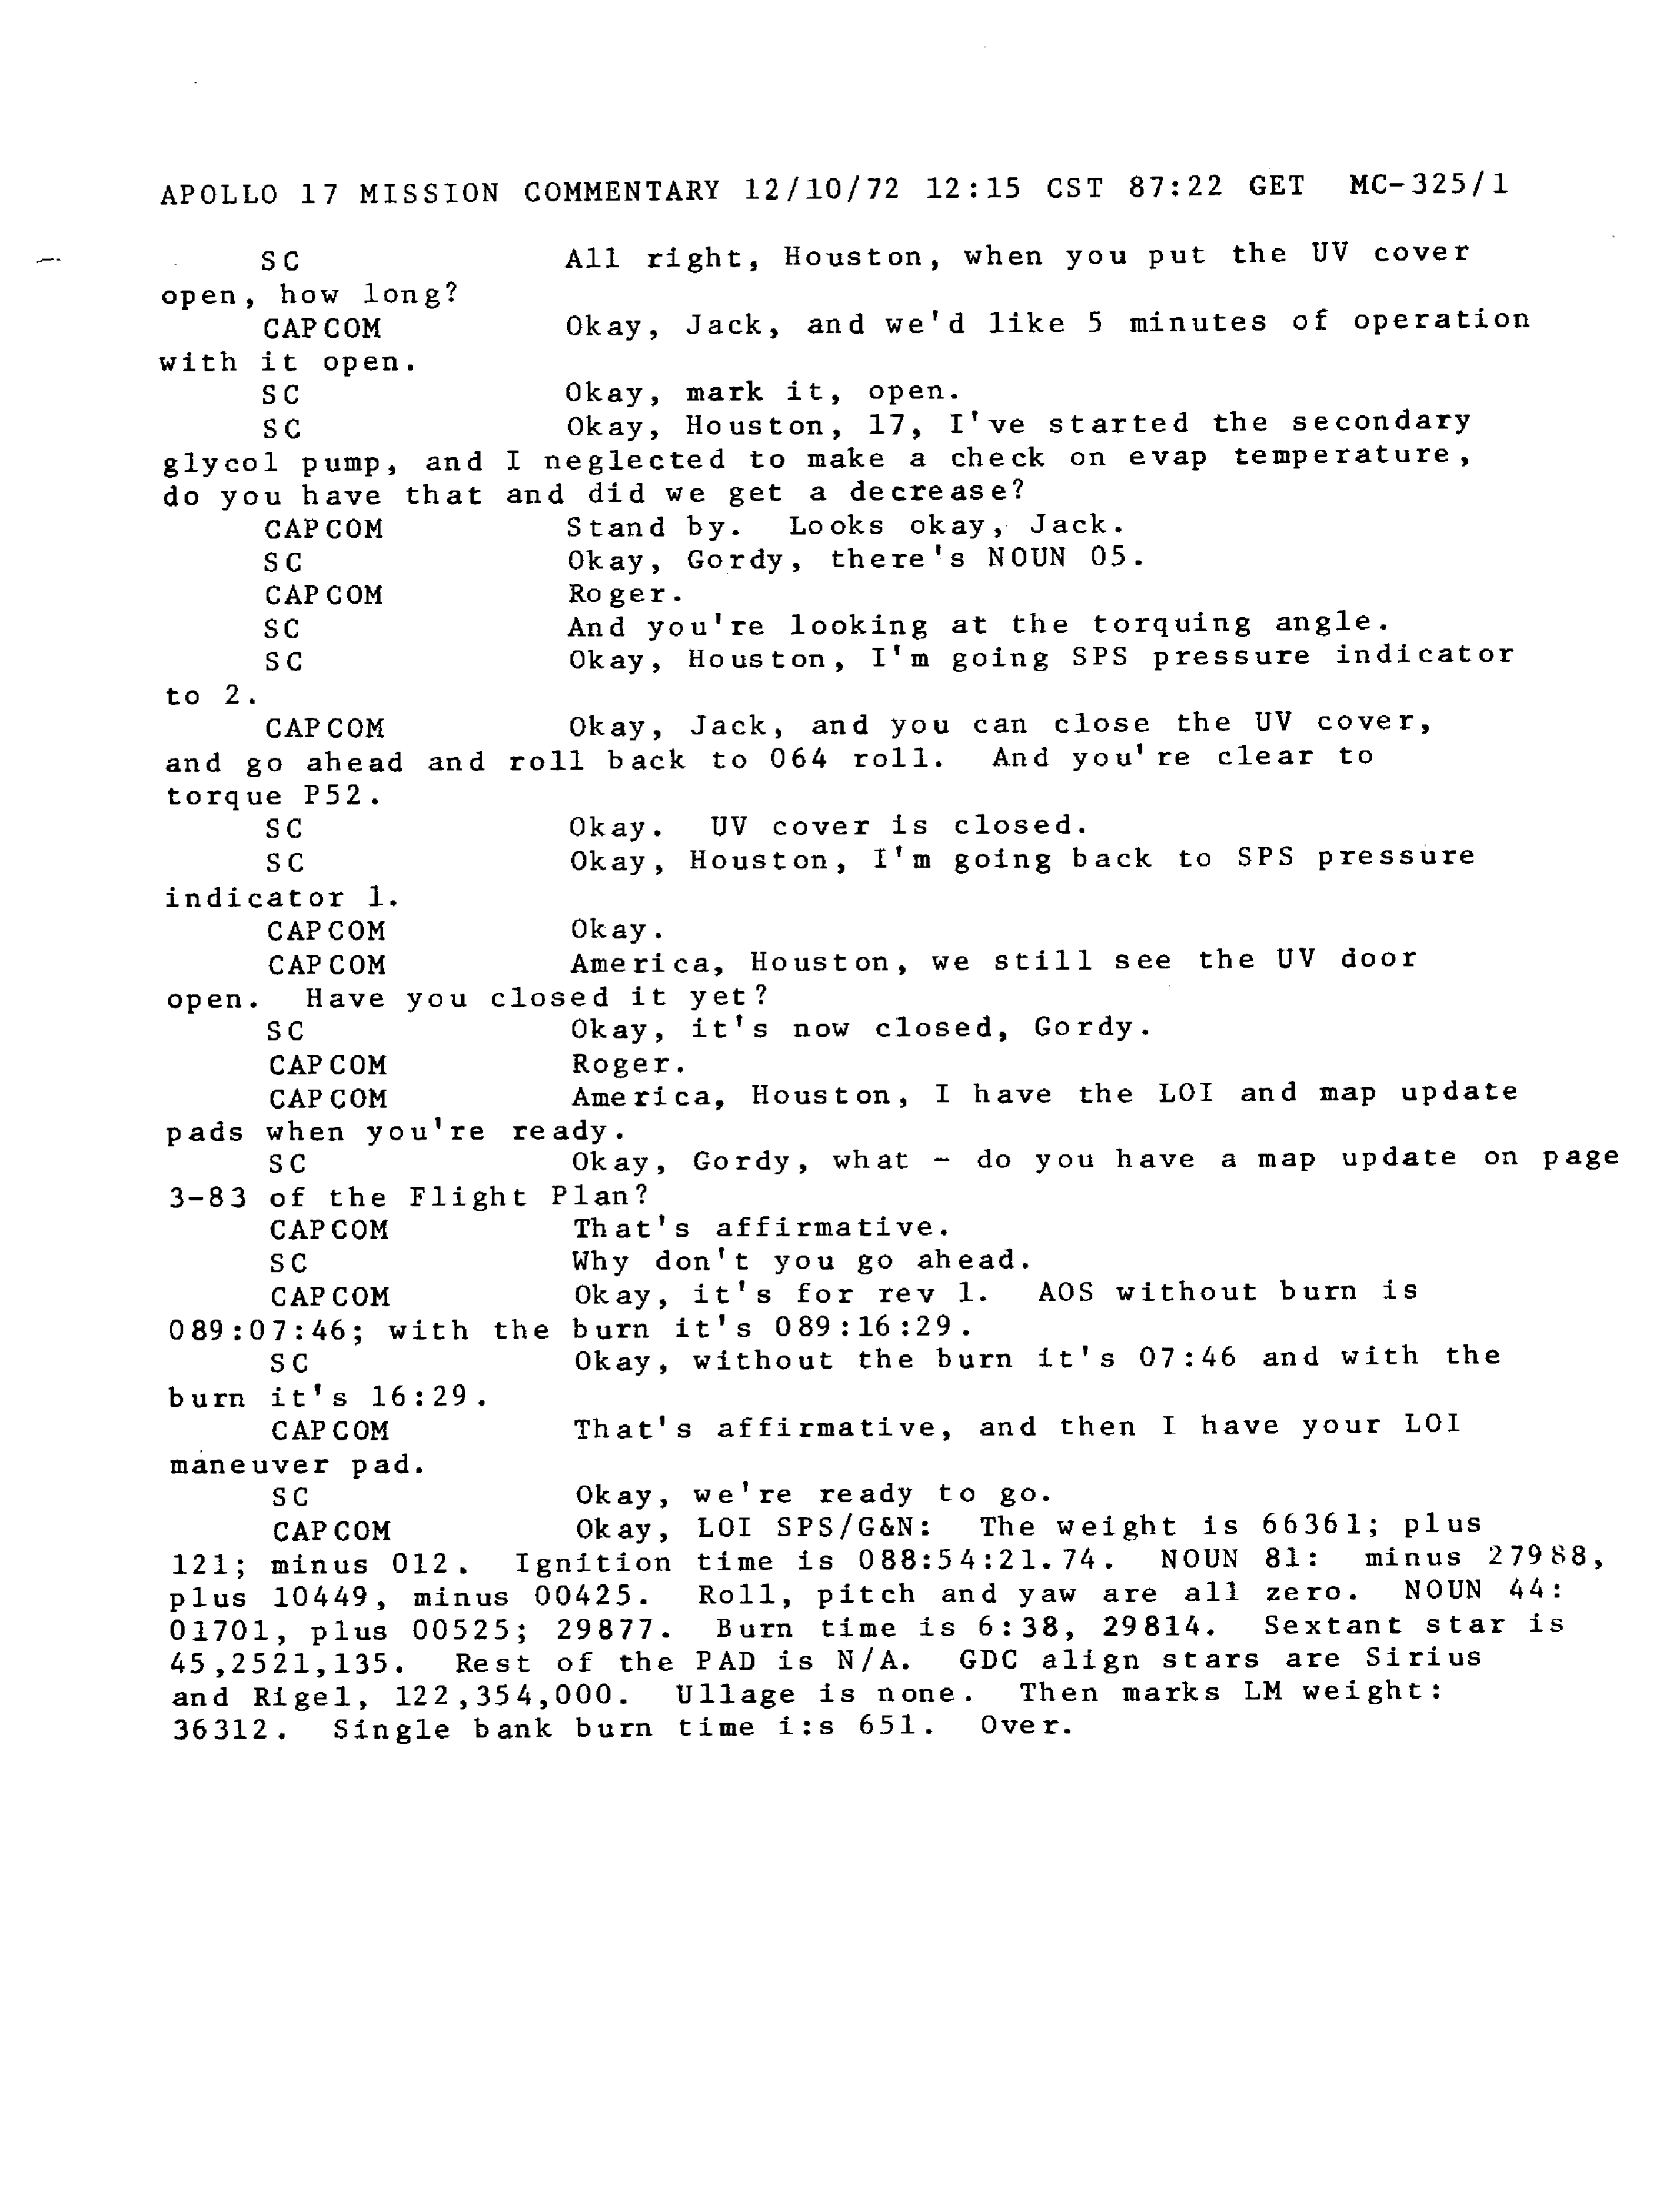 APOLLO 17 MISSION COMMENTARY 12/10/72 12:15 CST 87:22 GET MC-325/1
SC All right, Houston, when you put the UV cover
open, how long?
CAPCOM Okay, Jack, and we'd like 5 minutes of operation
with it open.
SC Okay, mark it, open.
SC Okay, Houston, 17, I've started the secondary
glycol pump, and I neglected to make a check on evap temperature,
do you have that and did we get a decrease?
CAPCOM Stand by. Looks okay, Jack.
SC Okay, Gordy, there's NOUN 05.
CAPCOM Roger.
SC And you're looking at the torquing angle.
SC Okay, Houston, I'm going SPS pressure indicator
to 2.
CAPCOM Okay, Jack, and you can close the UV cover,
and go ahead and roll back to 064 roll. And you're clear to
torque P52.
SC Okay. UV cover is closed.
SC Okay, Houston, I'm going back to SPS pressure
indicator 1.
CAPCOM Okay.
CAPCOM America, Houston, we still see the UV door
open. Have you closed it yet?
SC Okay, it's now closed, Gordy.
CAPCOM Roger.
CAPCOM America, Houston, I have the LOI and map update
pads when you're ready.
SC Okay, Gordy, what - do you have a map update on page
3-83 of the Flight Plan?
CAPCOM That's affirmative.
SC Why don't you go ahead.
CAPCOM Okay, it's for rev 1. AOS without burn is
089:07:46; with the burn it's 089:16:29.
SC Okay, without the burn it's 07:46 and with the
burn it's 16:29.
CAPCOM That's affirmative, and then I have your LOI
maneuver pad.
SC Okay, we're ready to go.
CAPCOM Okay, LOI SPS/G&N: The weight is 66361; plus
121; minus 012. Ignition time is 088:54:21.74. NOUN 81: minus 27988,
plus 10449, minus 00425. Roll, pitch and yaw are all zero. NOUN 44:
01701, plus 00525; 29877. Burn time is 6:38, 29814. Sextant star is
45,2521,135. Rest of the PAD is N/A. GDC align stars are Sirius
and Rigel, 122,354,000. Ullage is none. Then marks LM weight:
36312. Single bank burn time i:s 651. Over.